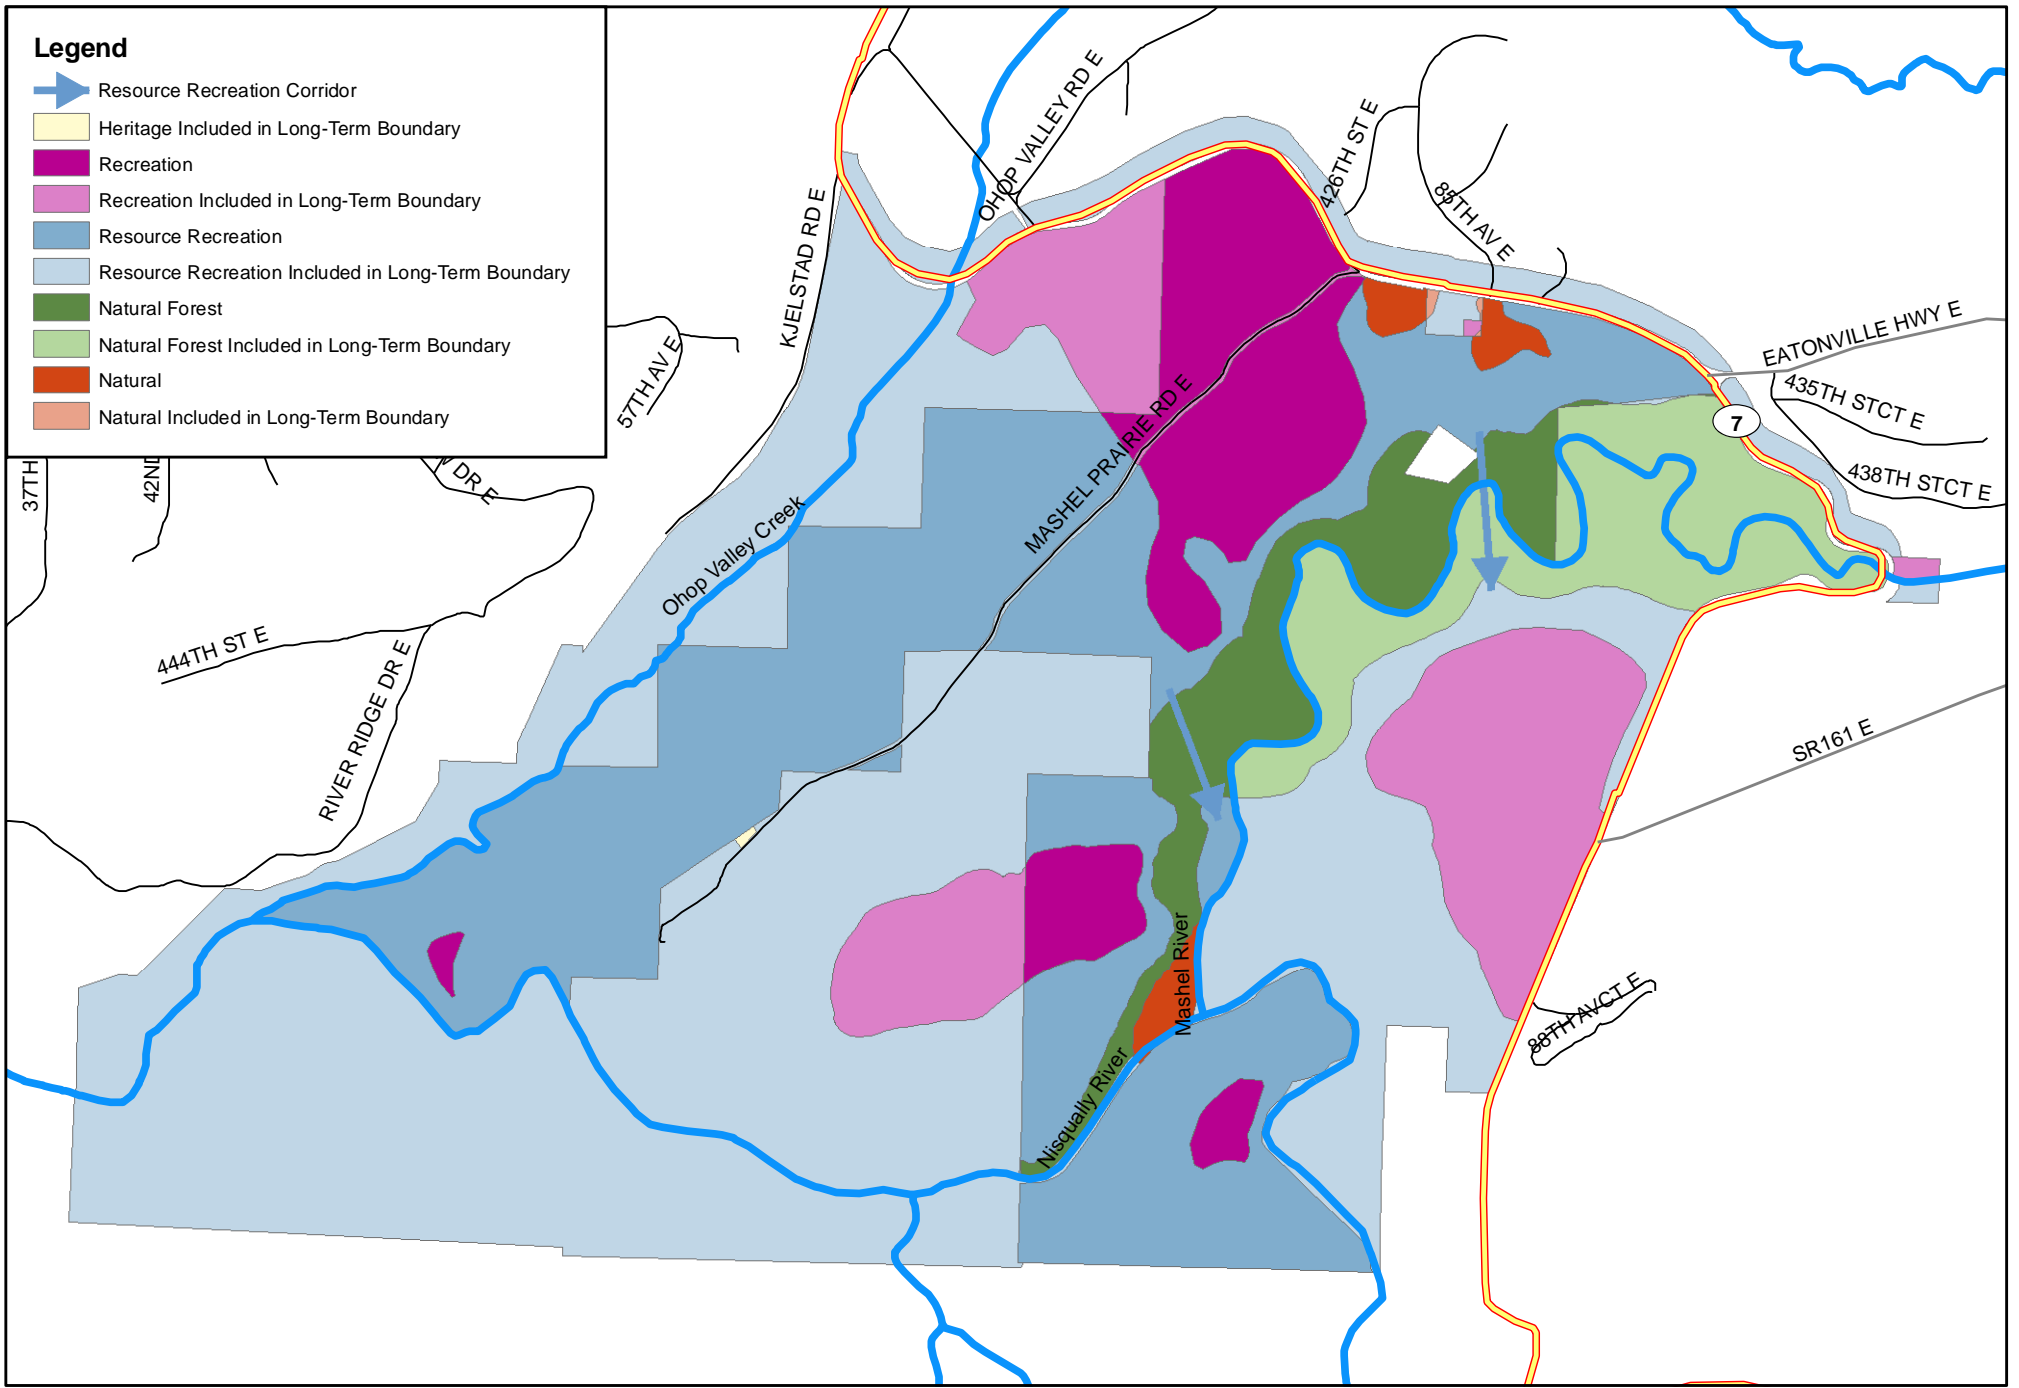 Legend
Resource Recreation Corridor
Heritage Included in Long-Term Boundary
Recreation
Recreation Included in Long-Term Boundary
Resource Recreation
Resource Recreation Included in Long-Term Boundary
Natural Forest
Natural Forest Included in Long-Term Boundary
Natural
Natural Included in Long-Term Boundary
OHOP VALLEY RD E
426TH ST E
85TH AV E
KJELSTAD RD E
57TH AV E
EATONVILLE HWY E
435TH STCT E
7
438TH STCT E
MASHEL PRAIRIE RD E
37TH
42ND
DR E
Ohop Valley Creek
444TH ST E
RIVER RIDGE DR E
SR161 E
Mashel River
88TH AVCT E
Nisqually River